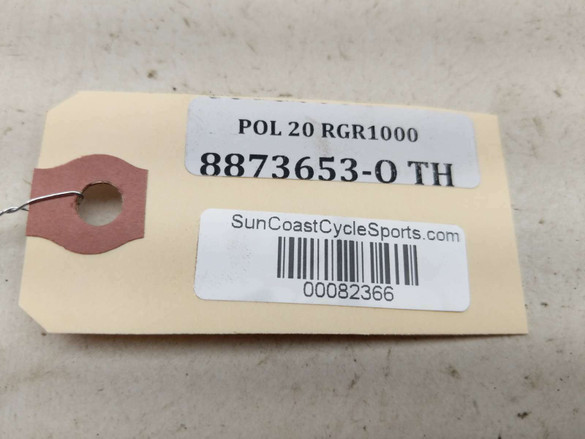 POL 20 RGR1000
8873653-O TH
SunCoastCycleSports.com
00082366